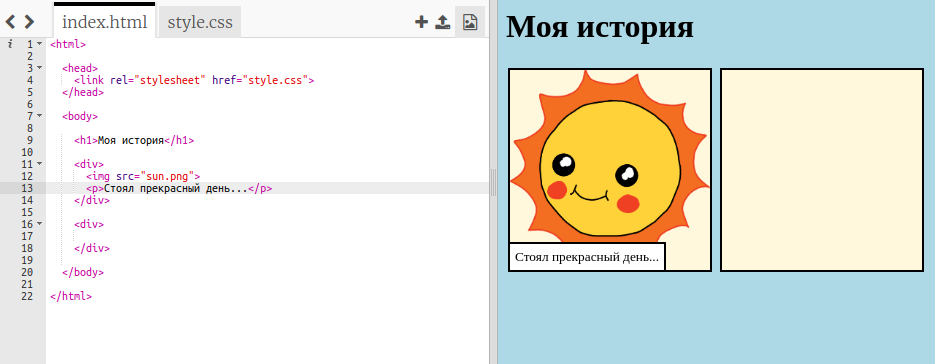 index.html style.css
i 1 <html>
2
3 <head>
4 <link rel="stylesheet" href="style.css">
5 </head>
6
7 <body>
8
9 <h1>Моя история</h1>
10
11 <div>
12 <img src="sun.png">
13 <p>Стоял прекрасный день...</p>
14 </div>
15
16 <div>
17
18 </div>
19
20 </body>
21
22 </html>
Моя история
Стоял прекрасный день...